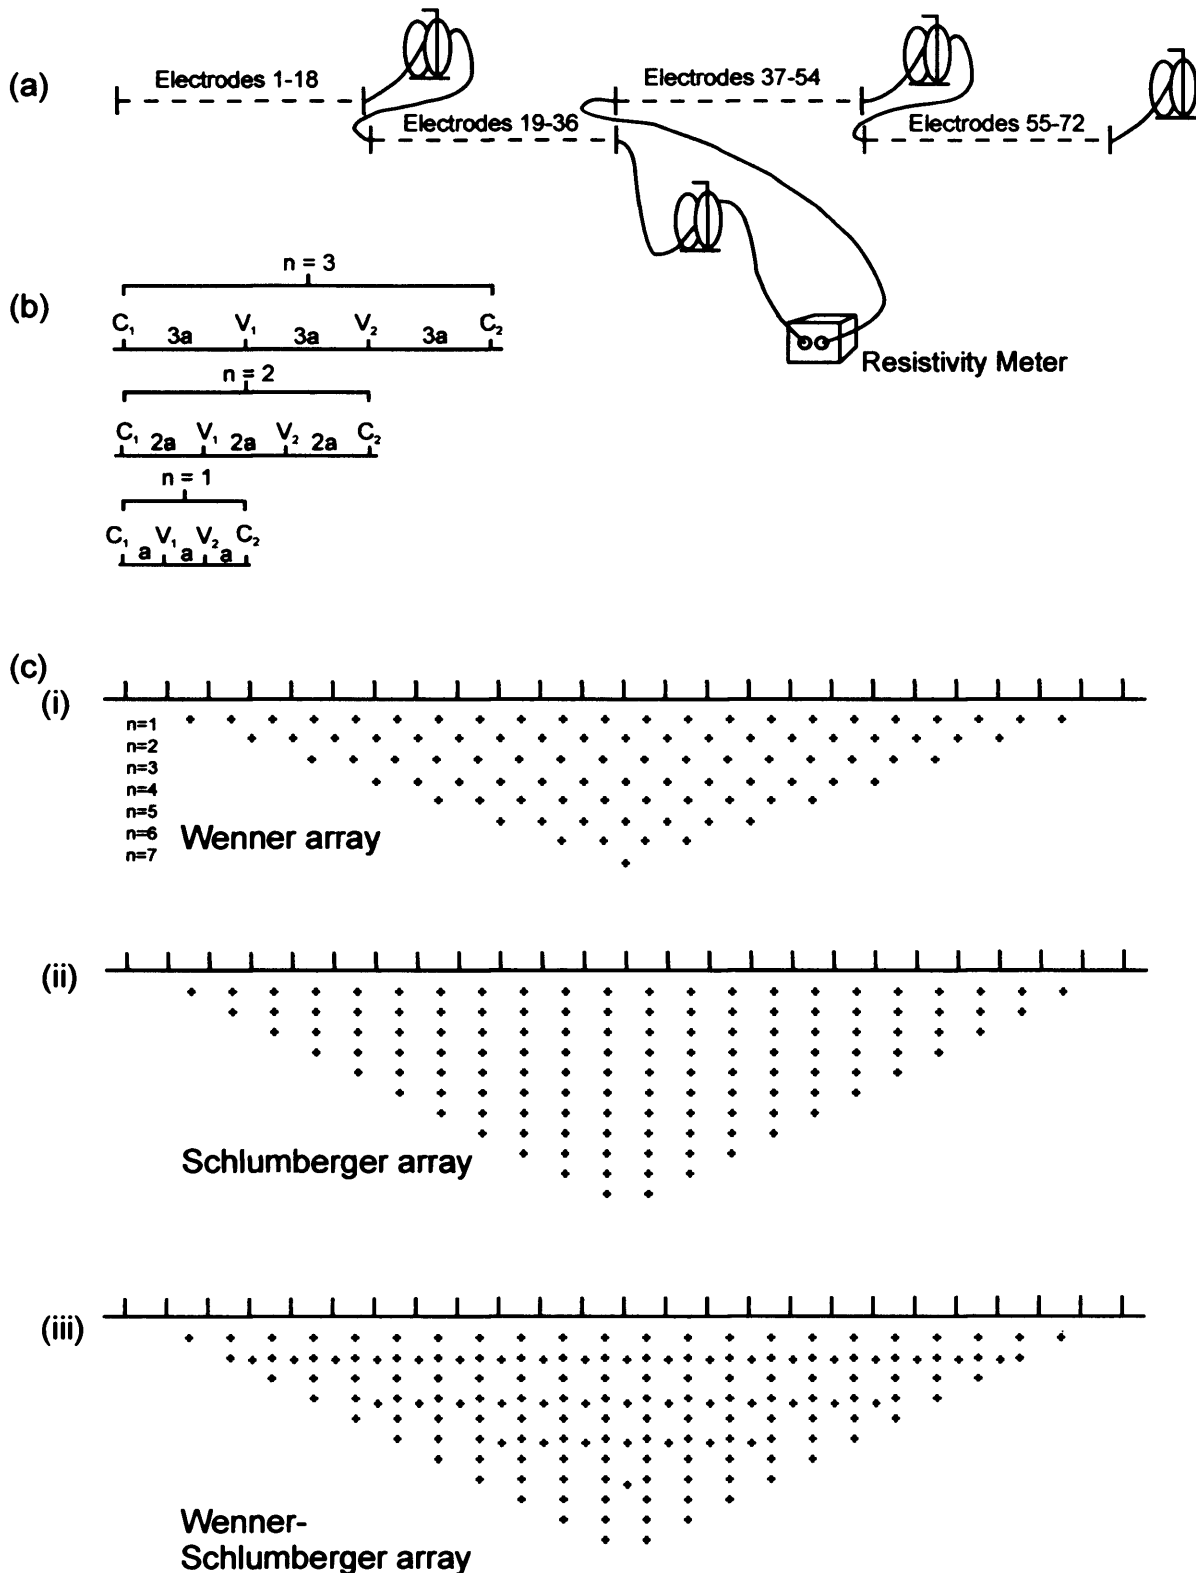 (a)
Electrodes 1-18
Electrodes 37-54
Electrodes 19-36
Electrodes 55-72
Resistivity Meter
(b)
n = 3
C₁ V₁ V₂ C₂
3a 3a 3a
n = 2
C₁ 2a V₁ 2a V₂ 2a C₂
n = 1
C₁ V₁ V₂ C₂
a a a
(c)
(i)
n=1
n=2
n=3
n=4
n=5
n=6
n=7
Wenner array
(ii)
Schlumberger array
(iii)
Wenner-
Schlumberger array